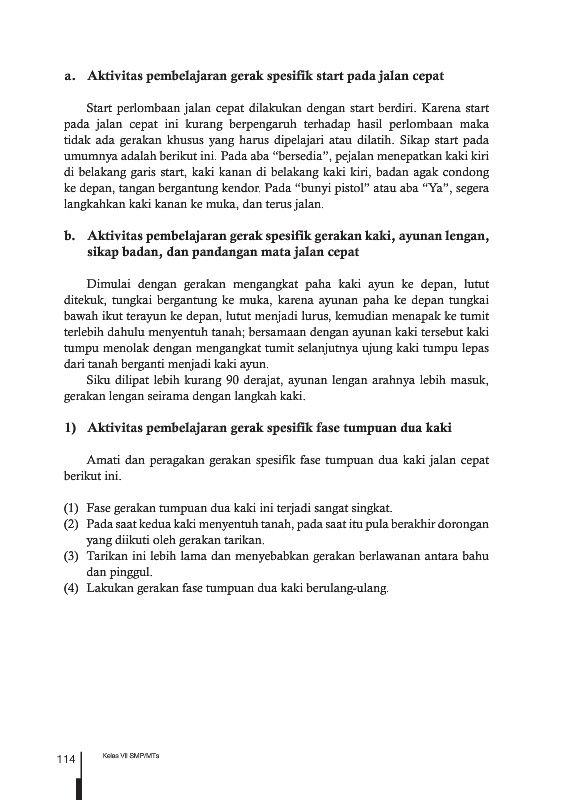 a. Aktivitas pembelajaran gerak spesifik start pada jalan cepat
Start perlombaan jalan cepat dilakukan dengan start berdiri. Karena start
pada jalan cepat ini kurang berpengaruh terhadap hasil perlombaan maka
tidak ada gerakan khusus yang harus dipelajari atau dilatih. Sikap start pada
umumnya adalah berikut ini. Pada aba “bersedia”, pejalan menepatkan kaki kiri
di belakang garis start, kaki kanan di belakang kaki kiri, badan agak condong
ke depan, tangan bergantung kendor. Pada “bunyi pistol” atau aba “Ya”, segera
langkahkan kaki kanan ke muka, dan terus jalan.
b. Aktivitas pembelajaran gerak spesifik gerakan kaki, ayunan lengan,
sikap badan, dan pandangan mata jalan cepat
Dimulai dengan gerakan mengangkat paha kaki ayun ke depan, lutut
ditekuk, tungkai bergantung ke muka, karena ayunan paha ke depan tungkai
bawah ikut terayun ke depan, lutut menjadi lurus, kemudian menapak ke tumit
terlebih dahulu menyentuh tanah; bersamaan dengan ayunan kaki tersebut kaki
tumpu menolak dengan mengangkat tumit selanjutnya ujung kaki tumpu lepas
dari tanah berganti menjadi kaki ayun.
Siku dilipat lebih kurang 90 derajat, ayunan lengan arahnya lebih masuk,
gerakan lengan seirama dengan langkah kaki.
1) Aktivitas pembelajaran gerak spesifik fase tumpuan dua kaki
Amati dan peragakan gerakan spesifik fase tumpuan dua kaki jalan cepat
berikut ini.
(1) Fase gerakan tumpuan dua kaki ini terjadi sangat singkat.
(2) Pada saat kedua kaki menyentuh tanah, pada saat itu pula berakhir dorongan
yang diikuti oleh gerakan tarikan.
(3) Tarikan ini lebih lama dan menyebabkan gerakan berlawanan antara bahu
dan pinggul.
(4) Lakukan gerakan fase tumpuan dua kaki berulang-ulang.
114 Kelas VII SMP/MTs